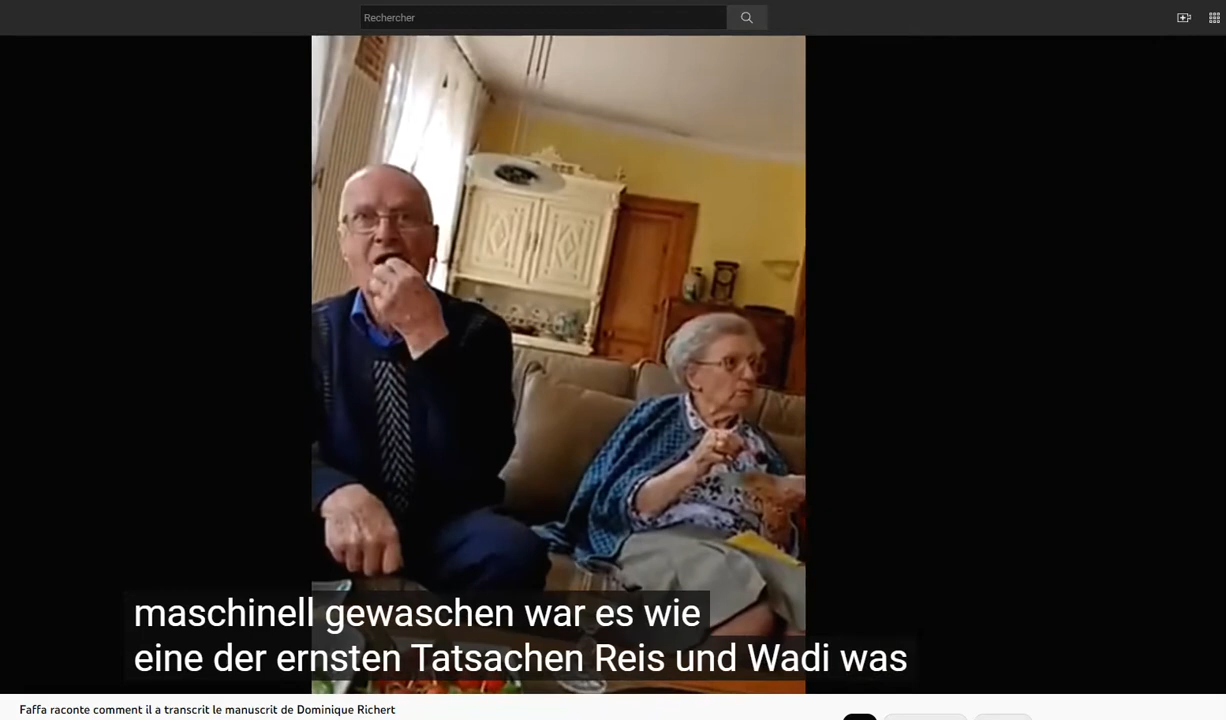 Rechercher
maschinell gewaschen war es wie
eine der ernsten Tatsachen Reis und Wadi was
Faffa raconte comment il a transcrit le manuscrit de Dominique Richert